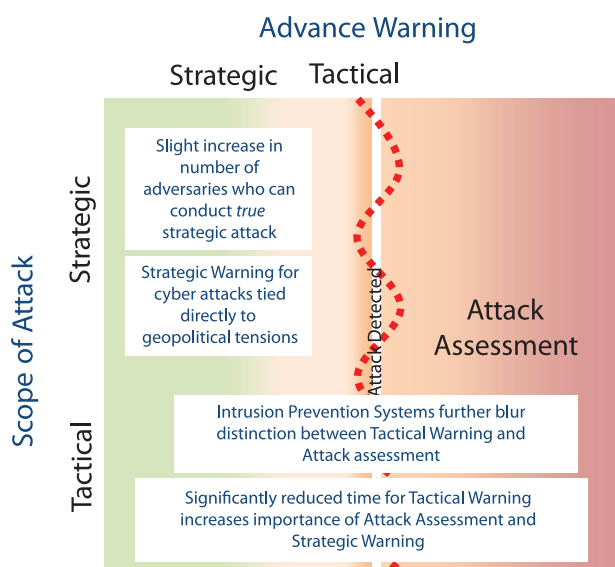 Advance Warning
Strategic
Tactical
Scope of Attack
Strategic
Tactical
Slight increase in
number of
adversaries who can
conduct true
strategic attack
Strategic Warning for
cyber attacks tied
directly to
geopolitical tensions
Attack Detected
Attack
Assessment
Intrusion Prevention Systems further blur
distinction between Tactical Warning and
Attack assessment
Significantly reduced time for Tactical Warning
increases importance of Attack Assessment and
Strategic Warning